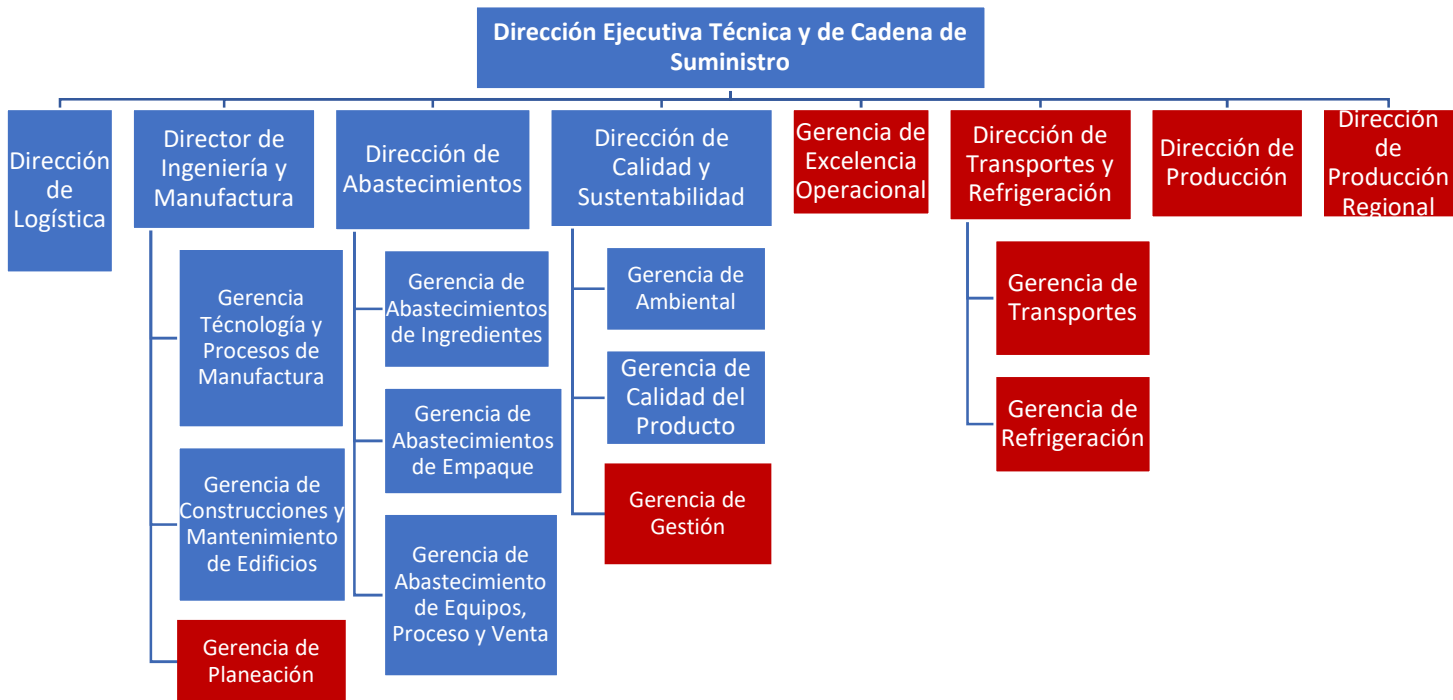 Dirección Ejecutiva Técnica y de Cadena de
Suministro
Dirección
de
Logística
Director de
Ingeniería y
Manufactura
Dirección de
Abastecimientos
Dirección de
Calidad y
Sustentabilidad
Gerencia de
Excelencia
Operacional
Dirección de
Transportes y
Refrigeración
Dirección de
Producción
Dirección
de
Producción
Regional
Gerencia
Técnología y
Procesos de
Manufactura
Gerencia de
Construcciones y
Mantenimiento
de Edificios
Gerencia de
Planeación
Gerencia de
Abastecimientos
de Ingredientes
Gerencia de
Abastecimientos
de Empaque
Gerencia de
Abastecimiento
de Equipos,
Proceso y Venta
Gerencia de
Ambiental
Gerencia de
Calidad del
Producto
Gerencia de
Gestión
Gerencia de
Transportes
Gerencia de
Refrigeración